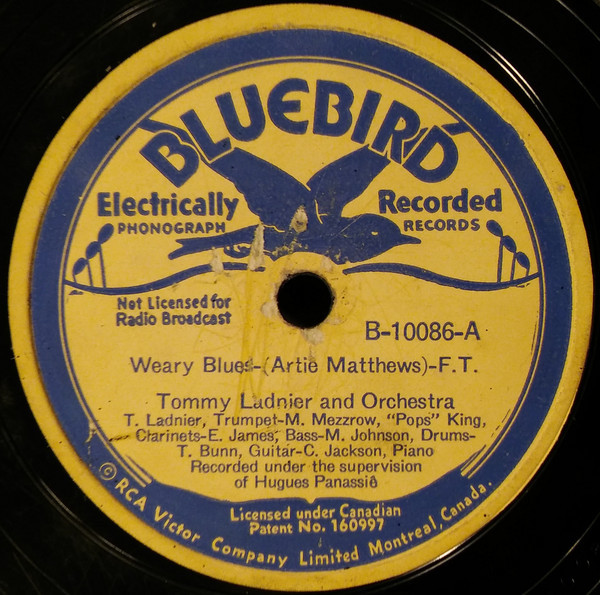 BLUEBIRD
Electrically Recorded
PHONOGRAPH RECORDS
Not Licensed for
Radio Broadcast
B-10086-A
Weary Blues-(Artie Matthews)-F.T.
Tommy Ladnier and Orchestra
T. Ladnier, Trumpet-M. Mezzrow, "Pops" King,
Clarinets-E. James, Bass-M. Johnson, Drums-
T. Bunn, Guitar-C. Jackson, Piano
Recorded under the supervision
of Hugues Panassiê
Licensed under Canadian
Patent No. 160997
© RCA Victor Company Limited Montreal, Canada.